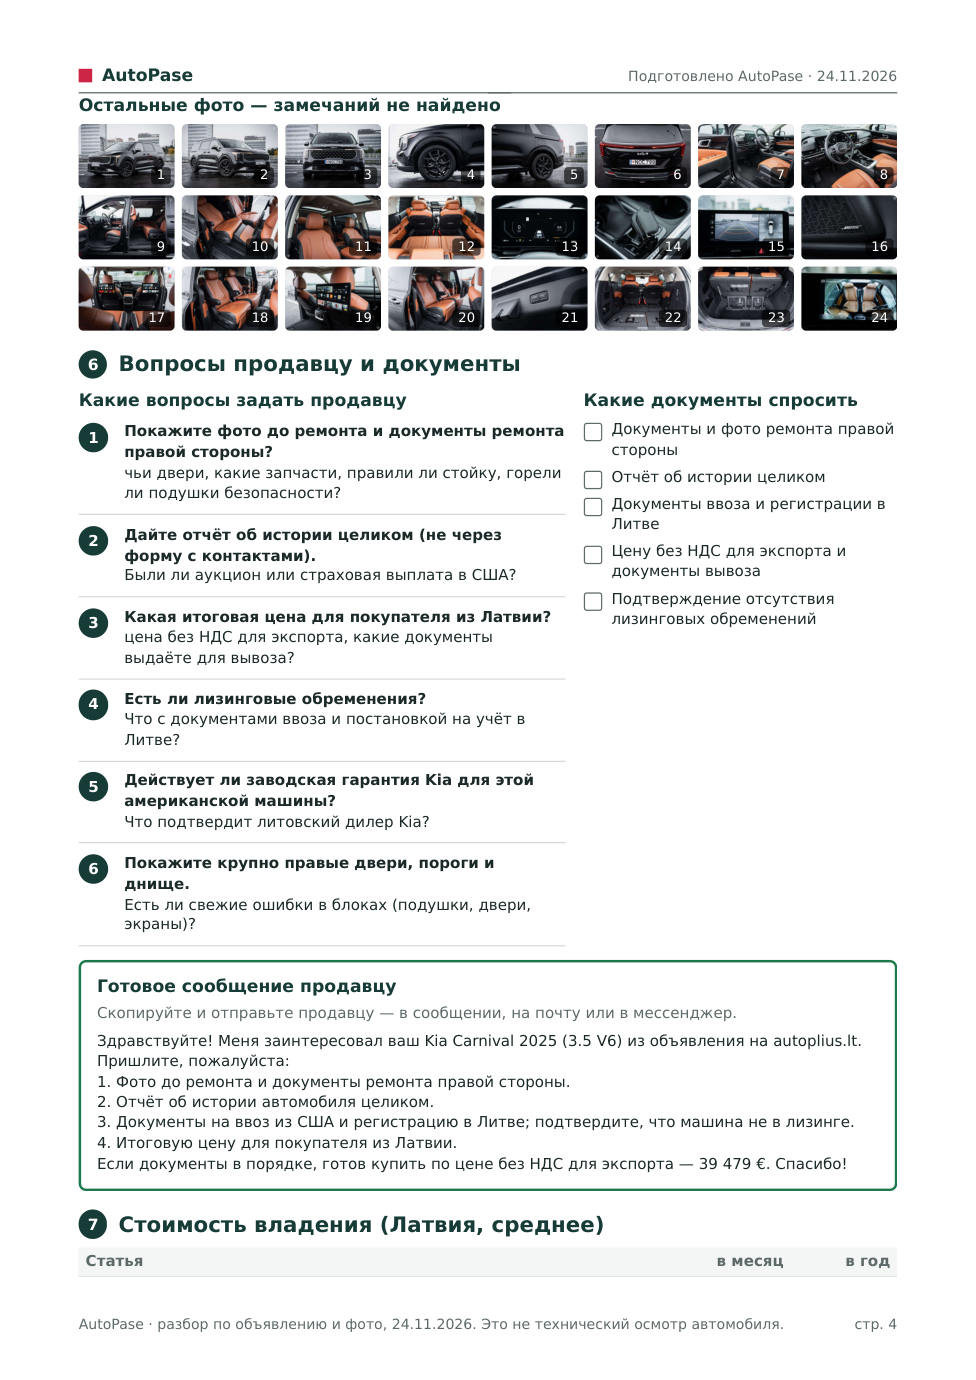 AutoPase
Подготовлено AutoPase · 24.11.2026
Остальные фото — замечаний не найдено
1 2 3 4 5 6 7 8
9 10 11 12 13 14 15 16
17 18 19 20 21 22 23 24
6 Вопросы продавцу и документы
Какие вопросы задать продавцу
1 Покажите фото до ремонта и документы ремонта
правой стороны?
чьи двери, какие запчасти, правили ли стойку, горели
ли подушки безопасности?
2 Дайте отчёт об истории целиком (не через
форму с контактами).
Были ли аукцион или страховая выплата в США?
3 Какая итоговая цена для покупателя из Латвии?
цена без НДС для экспорта, какие документы
выдаёте для вывоза?
4 Есть ли лизинговые обременения?
Что с документами ввоза и постановкой на учёт в
Литве?
5 Действует ли заводская гарантия Kia для этой
американской машины?
Что подтвердит литовский дилер Kia?
6 Покажите крупно правые двери, пороги и
днище.
Есть ли свежие ошибки в блоках (подушки, двери,
экраны)?
Какие документы спросить
Документы и фото ремонта правой
стороны
Отчёт об истории целиком
Документы ввоза и регистрации в
Литве
Цену без НДС для экспорта и
документы вывоза
Подтверждение отсутствия
лизинговых обременений
Готовое сообщение продавцу
Скопируйте и отправьте продавцу — в сообщении, на почту или в мессенджер.
Здравствуйте! Меня заинтересовал ваш Kia Carnival 2025 (3.5 V6) из объявления на autoplius.lt.
Пришлите, пожалуйста:
1. Фото до ремонта и документы ремонта правой стороны.
2. Отчёт об истории автомобиля целиком.
3. Документы на ввоз из США и регистрацию в Литве; подтвердите, что машина не в лизинге.
4. Итоговую цену для покупателя из Латвии.
Если документы в порядке, готов купить по цене без НДС для экспорта — 39 479 €. Спасибо!
7 Стоимость владения (Латвия, среднее)
Статья в месяц в год
AutoPase · разбор по объявлению и фото, 24.11.2026. Это не технический осмотр автомобиля.
стр. 4